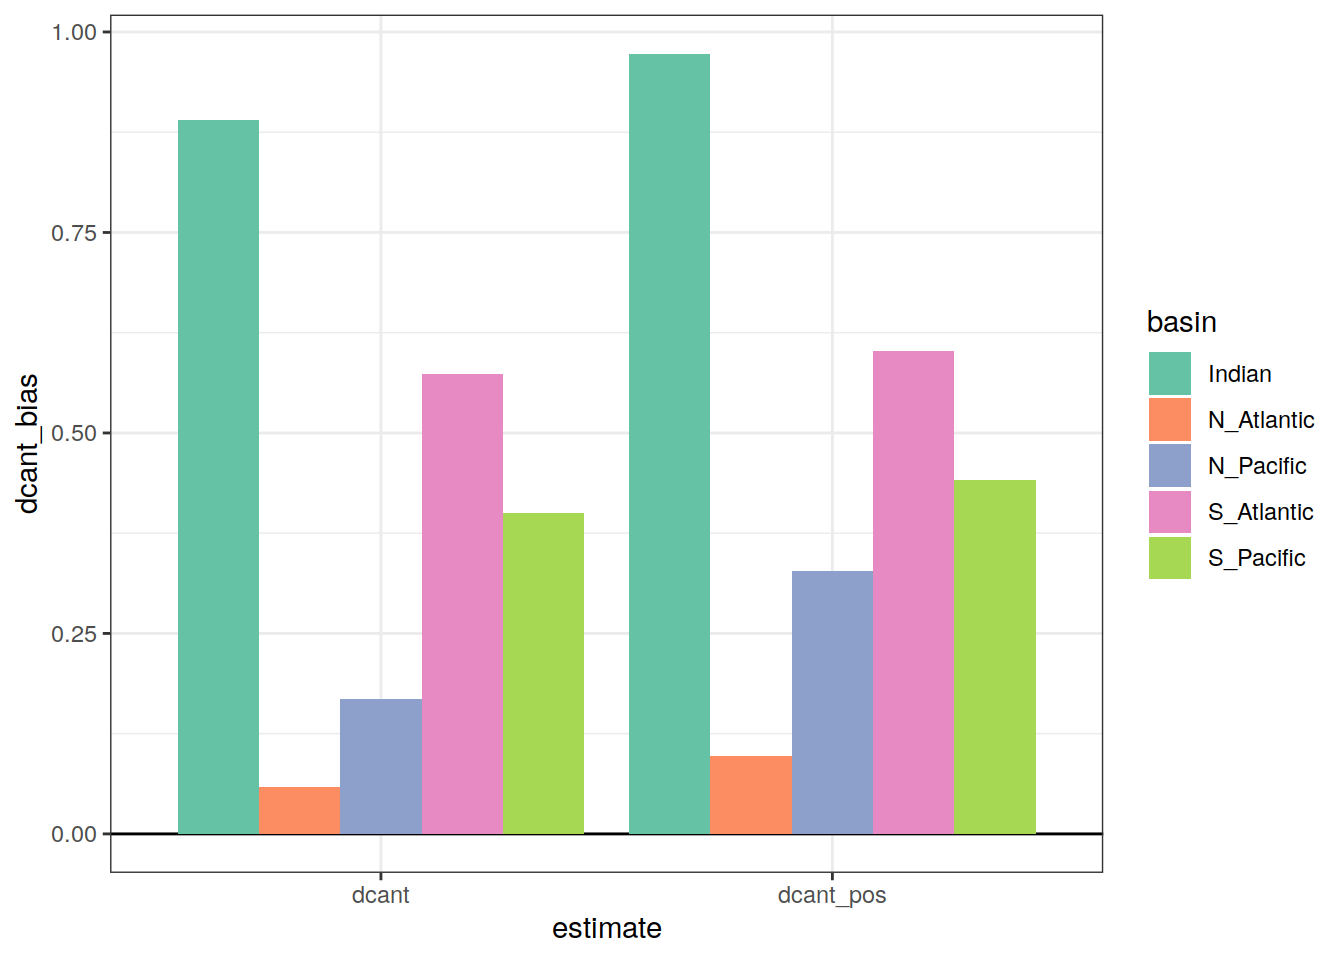 1.00
0.75
0.50
0.25
0.00
dcant_bias
dcant
dcant_pos
estimate
basin
Indian
N_Atlantic
N_Pacific
S_Atlantic
S_Pacific